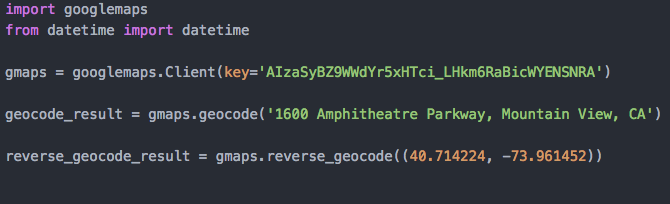 import googlemaps
from datetime import datetime
gmaps = googlemaps.Client(key='AIzaSyBZ9WWdYr5xHTci_LHkm6RaBicWYENSNRA')
geocode_result = gmaps.geocode('1600 Amphitheatre Parkway, Mountain View, CA')
reverse_geocode_result = gmaps.reverse_geocode((40.714224, -73.961452))